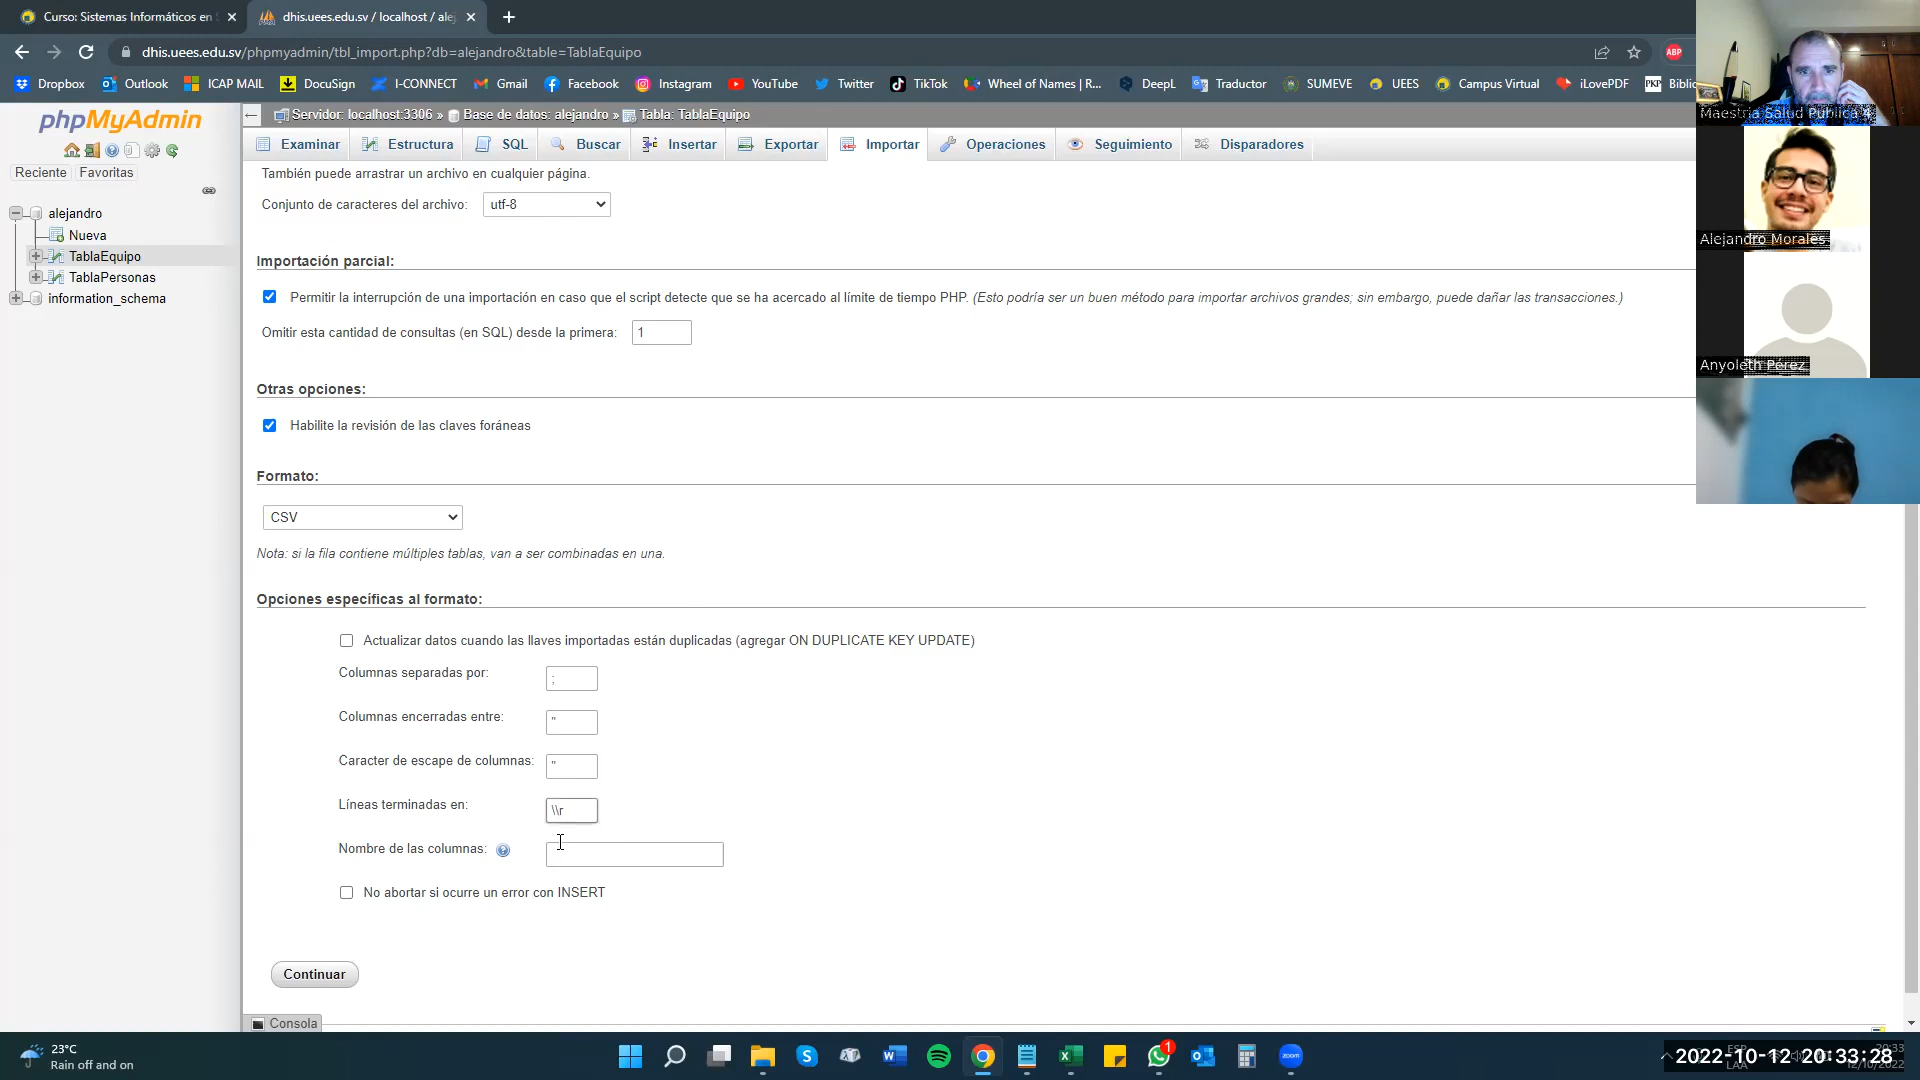 Curso: Sistemas Informáticos en
dhis.uees.edu.sv / localhost / ale
dhis.uees.edu.sv/phpmyadmin/tbl_import.php?db=alejandro&table=TablaEquipo
Dropbox
Outlook
ICAP MAIL
DocuSign
I-CONNECT
Gmail
Facebook
Instagram
YouTube
Twitter
TikTok
Wheel of Names | R...
DeepL
Traductor
SUMEVE
UEES
Campus Virtual
iLovePDF
Bibli
ABP
PKP
phpMyAdmin
Reciente
Favoritas
alejandro
Nueva
TablaEquipo
TablaPersonas
information_schema
Servidor: localhost:3306 » Base de datos: alejandro » Tabla: TablaEquipo
Examinar
Estructura
SQL
Buscar
Insertar
Exportar
Importar
Operaciones
Seguimiento
Disparadores
También puede arrastrar un archivo en cualquier página.
Conjunto de caracteres del archivo: utf-8
Importación parcial:
Permitir la interrupción de una importación en caso que el script detecte que se ha acercado al límite de tiempo PHP. (Esto podría ser un buen método para importar archivos grandes; sin embargo, puede dañar las transacciones.)
Omitir esta cantidad de consultas (en SQL) desde la primera: 1
Otras opciones:
Habilite la revisión de las claves foráneas
Formato:
CSV
Nota: si la fila contiene múltiples tablas, van a ser combinadas en una.
Opciones específicas al formato:
Actualizar datos cuando las llaves importadas están duplicadas (agregar ON DUPLICATE KEY UPDATE)
Columnas separadas por: ;
Columnas encerradas entre: "
Caracter de escape de columnas: "
Líneas terminadas en: \\r
Nombre de las columnas:
No abortar si ocurre un error con INSERT
Continuar
Consola
Maestría Salud Publica 4
Alejandro Morales
Anyoleth Pérez
23°C
Rain off and on
zoom
1
2022-10-12 20:33:28